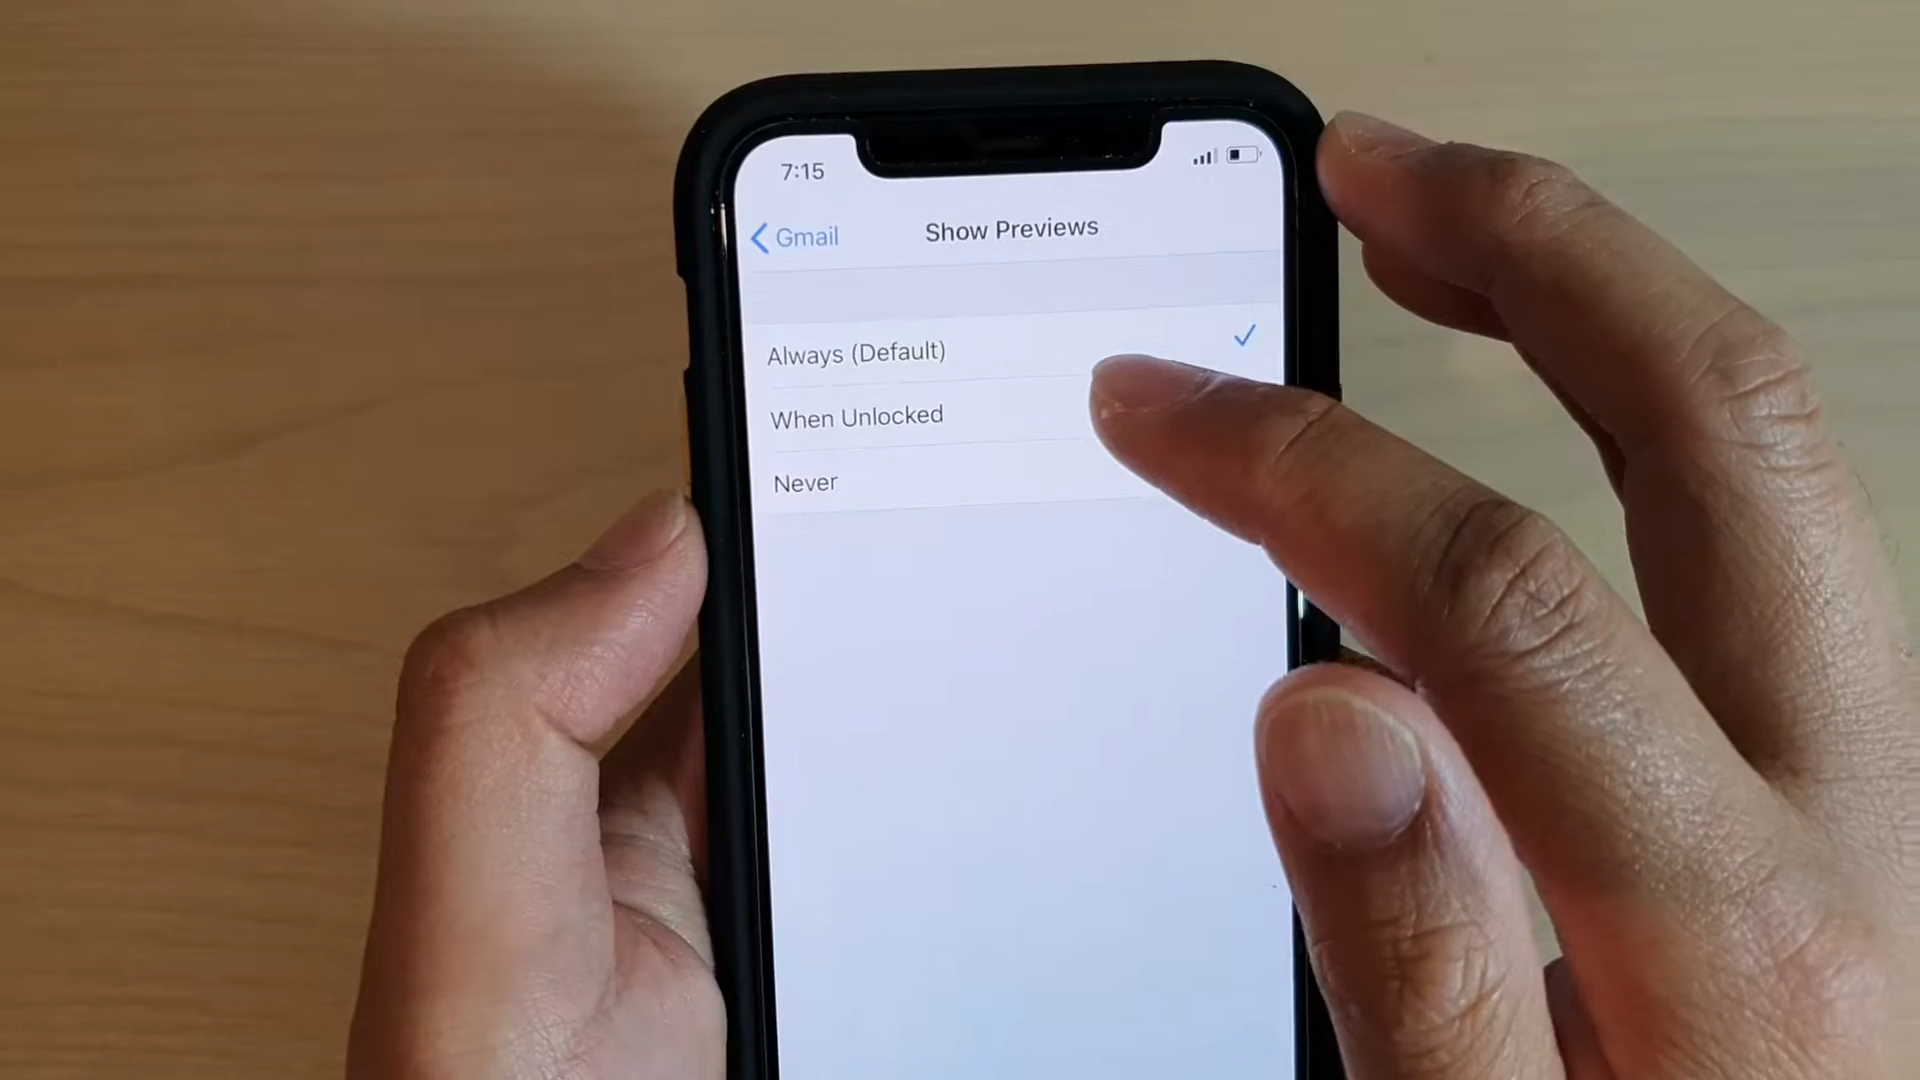 7:15
Gmail
Show Previews
Always (Default)
When Unlocked
Never